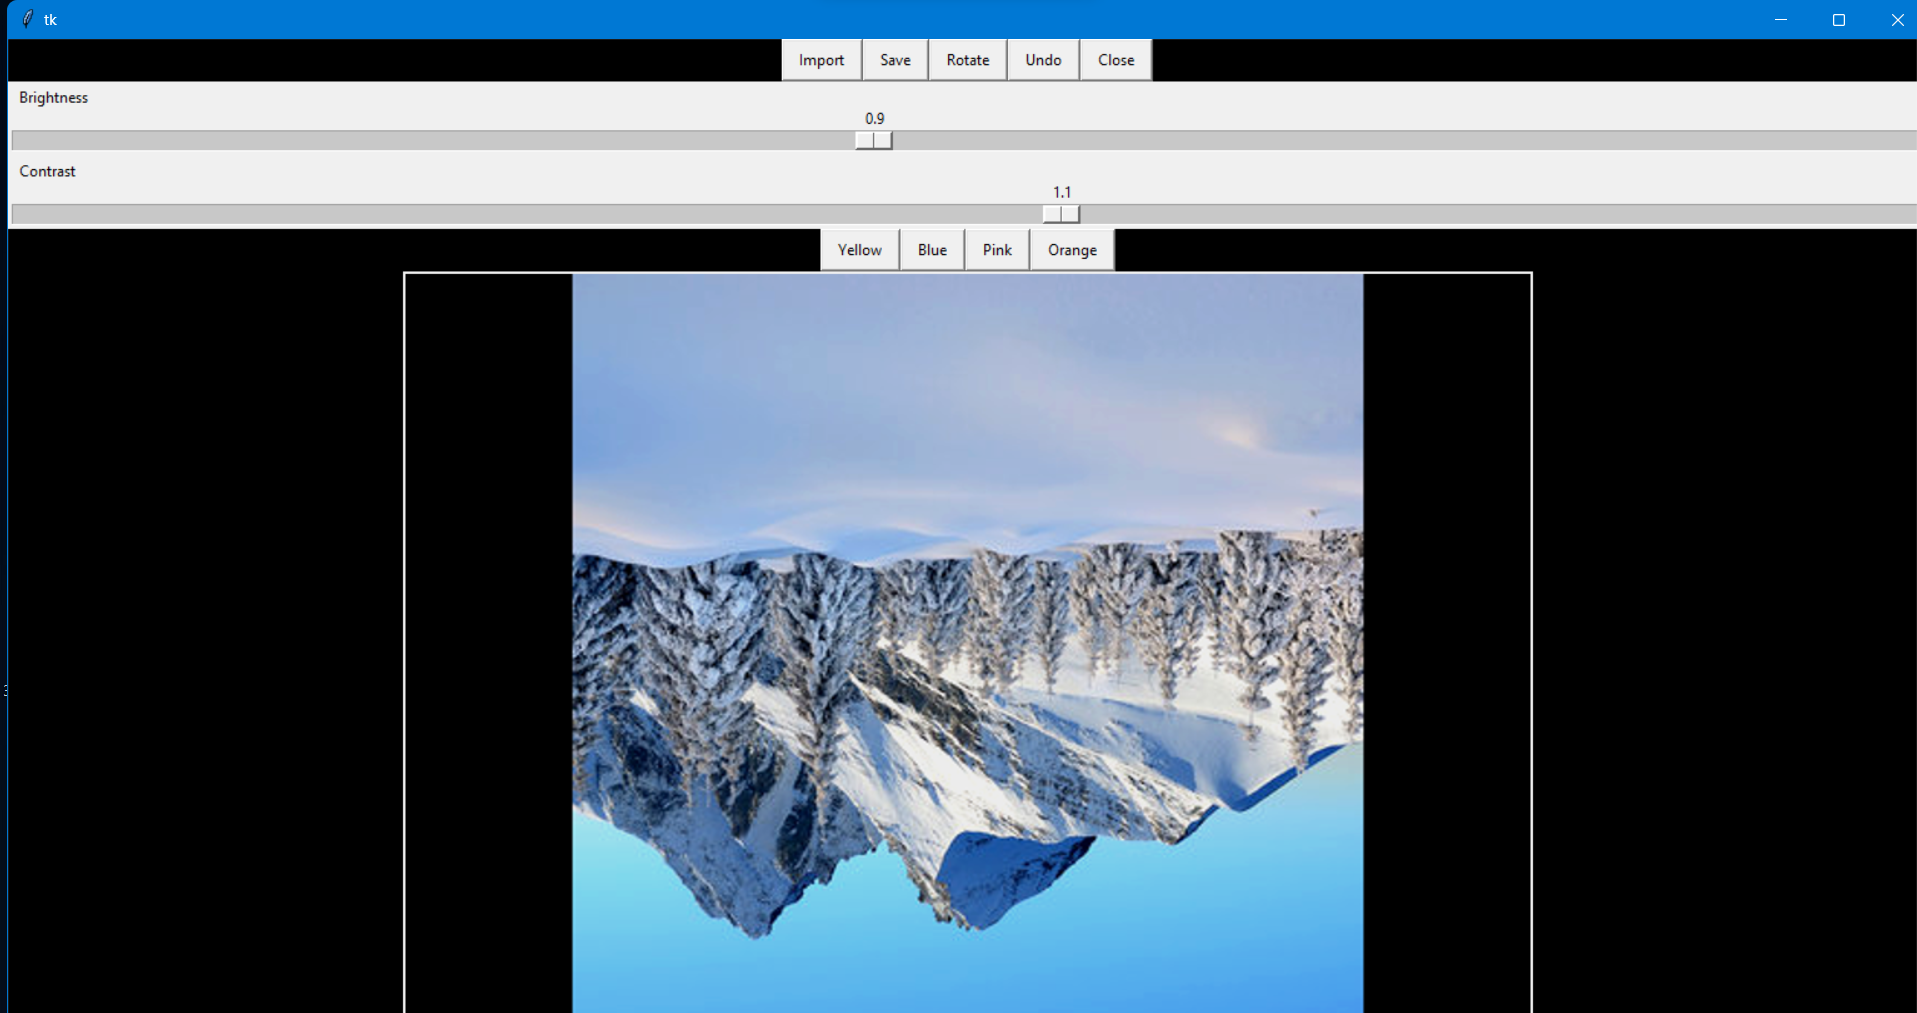 tk
Import Save Rotate Undo Close
Brightness
0.9
Contrast
1.1
Yellow Blue Pink Orange